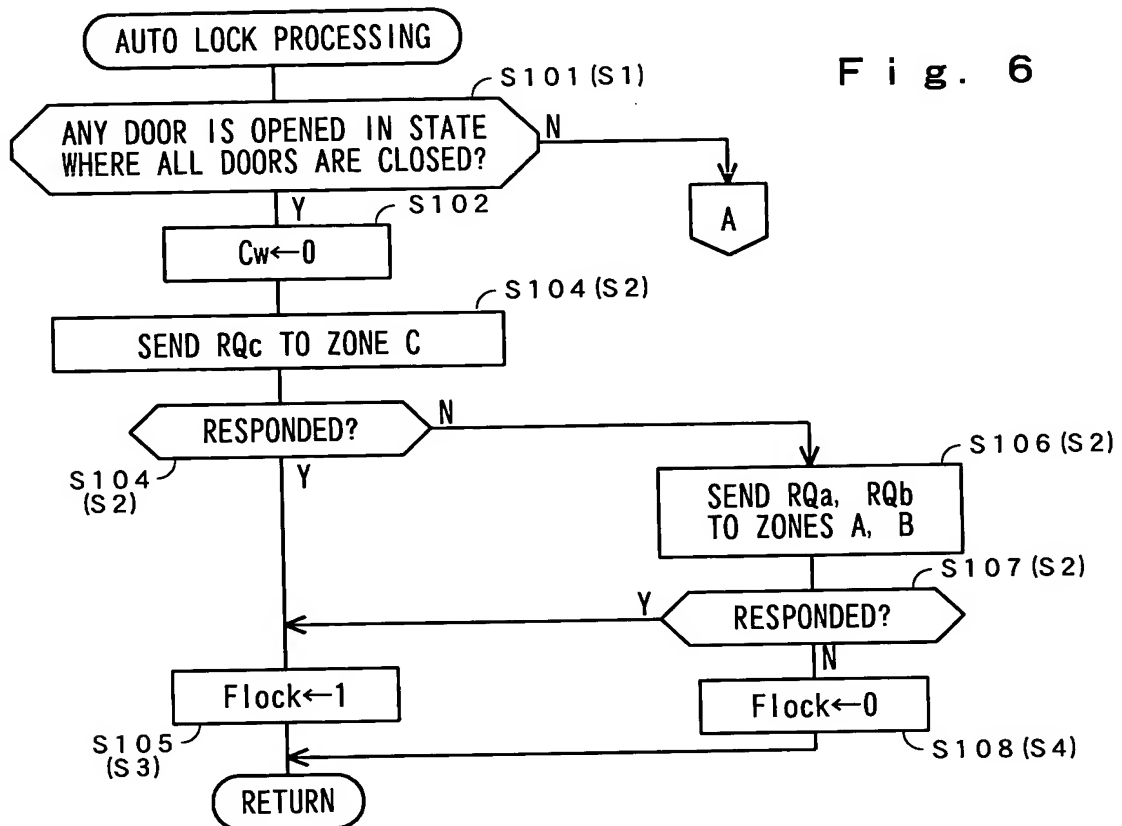 AUTO LOCK PROCESSING
Fig. 6
S101(S1)
ANY DOOR IS OPENED IN STATE
WHERE ALL DOORS ARE CLOSED?
N
A
Y
S102
Cw←0
S104(S2)
SEND RQc TO ZONE C
RESPONDED?
N
S104
(S2)
Y
S106(S2)
SEND RQa, RQb
TO ZONES A, B
S107(S2)
Y
RESPONDED?
N
Flock←1
Flock←0
S105
(S3)
S108(S4)
RETURN